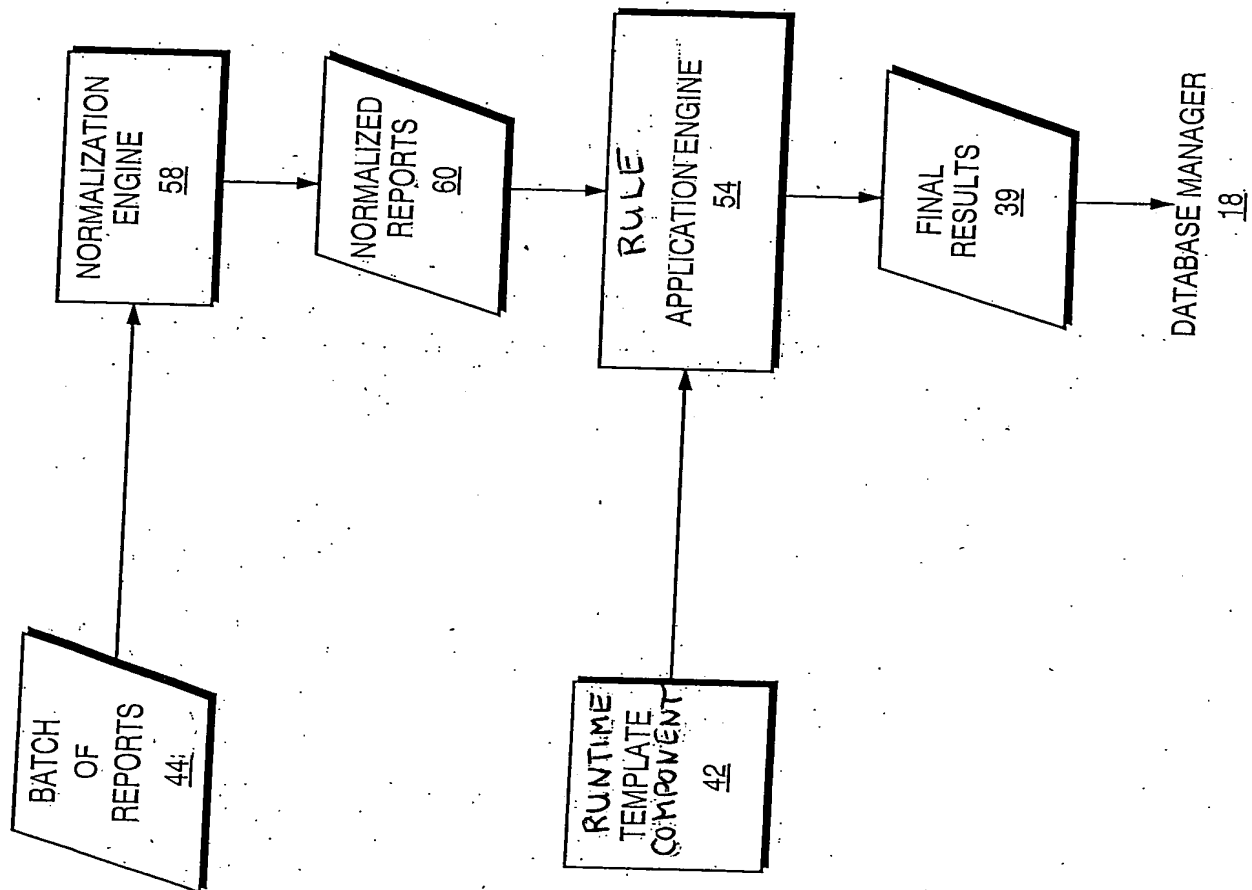 BATCH
OF
REPORTS
44
NORMALIZATION
ENGINE
58
NORMALIZED
REPORTS
60
RUNTIME
TEMPLATE
COMPONENT
42
RULE
APPLICATION ENGINE
54
FINAL
RESULTS
39
DATABASE MANAGER
18